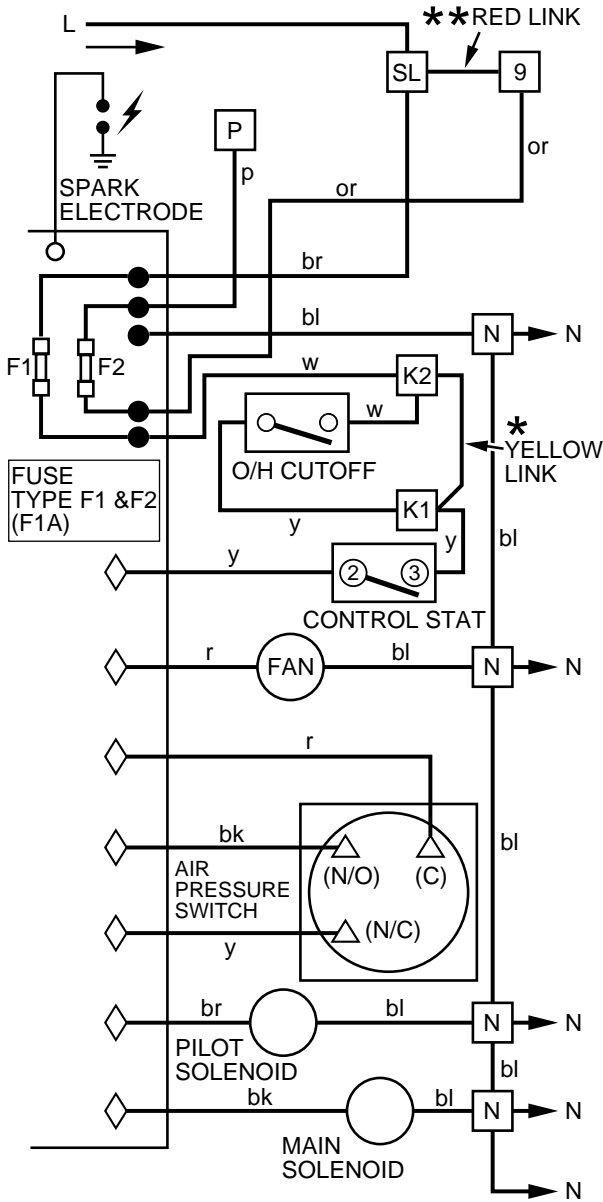 L
**RED LINK
SL
9
or
P
p
SPARK
ELECTRODE
or
br
bl
N
N
F1
F2
w
K2
w
*
YELLOW
LINK
O/H CUTOFF
FUSE
TYPE F1 &F2
(F1A)
K1
y
y
bl
y
2
3
CONTROL STAT
r
FAN
bl
N
N
r
bk
(N/O)
(C)
bl
AIR
PRESSURE
SWITCH
(N/C)
y
br
bl
N
N
PILOT
SOLENOID
bl
bk
bl
N
N
MAIN
SOLENOID
N